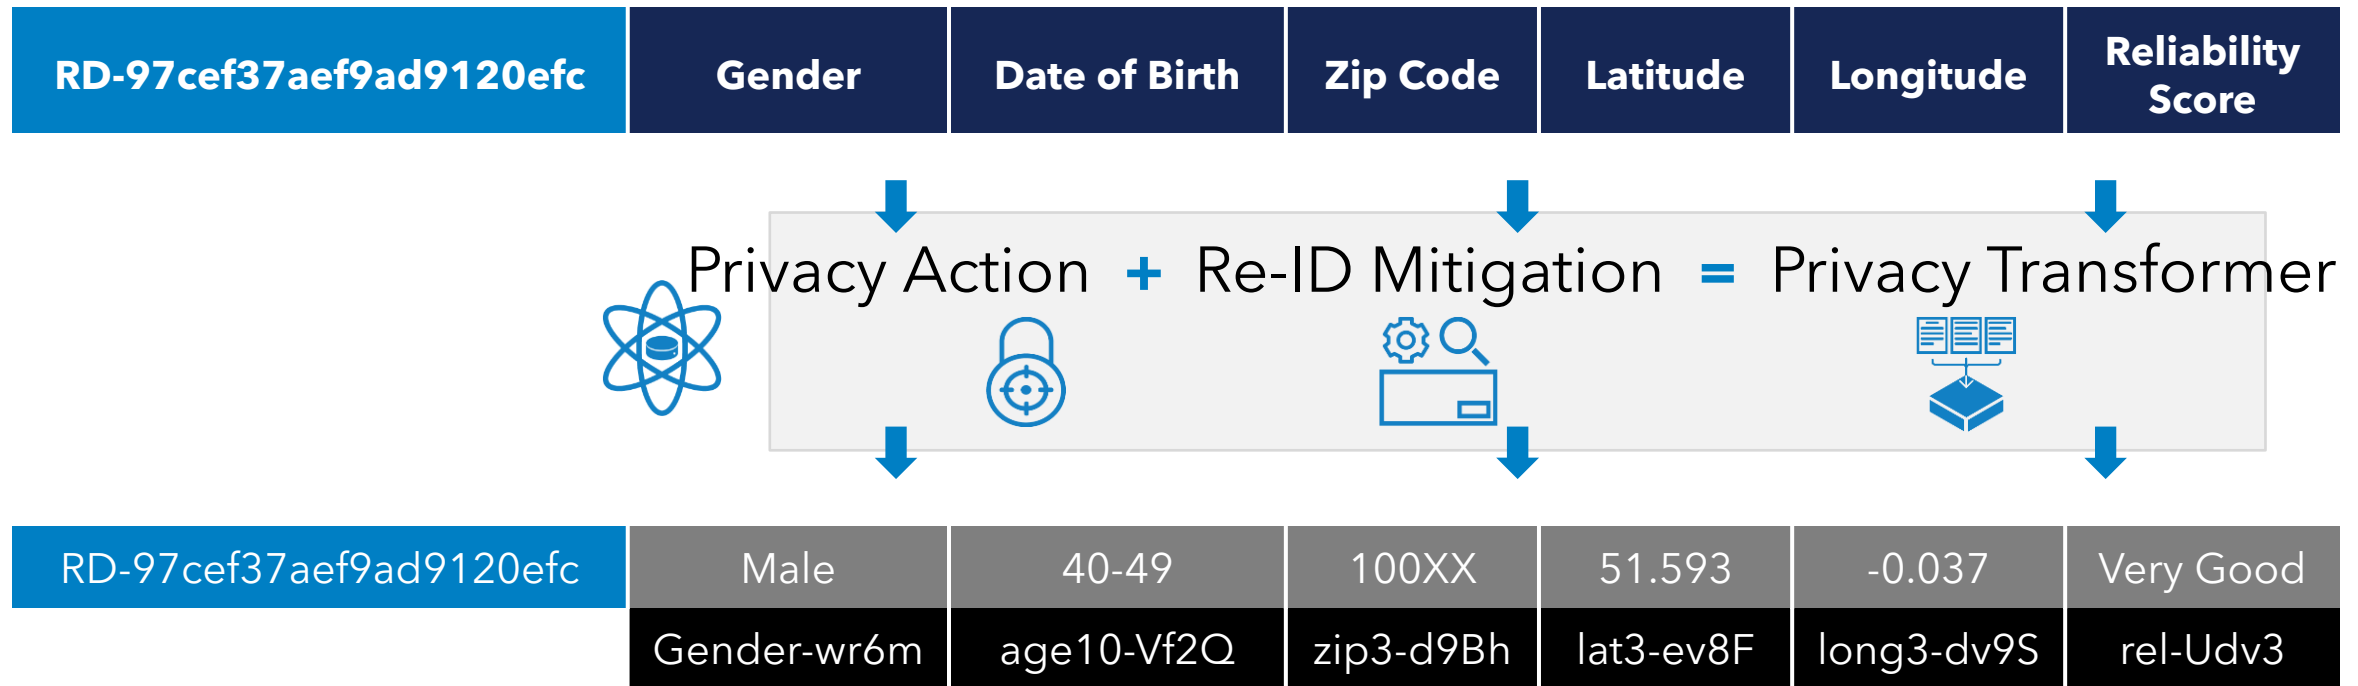 RD-97cef37aef9ad9120efc Gender Date of Birth Zip Code Latitude Longitude Reliability Score
Privacy Action + Re-ID Mitigation = Privacy Transformer
RD-97cef37aef9ad9120efc Male 40-49 100XX 51.593 -0.037 Very Good
Gender-wr6m age10-Vf2Q zip3-d9Bh lat3-ev8F long3-dv9S rel-Udv3